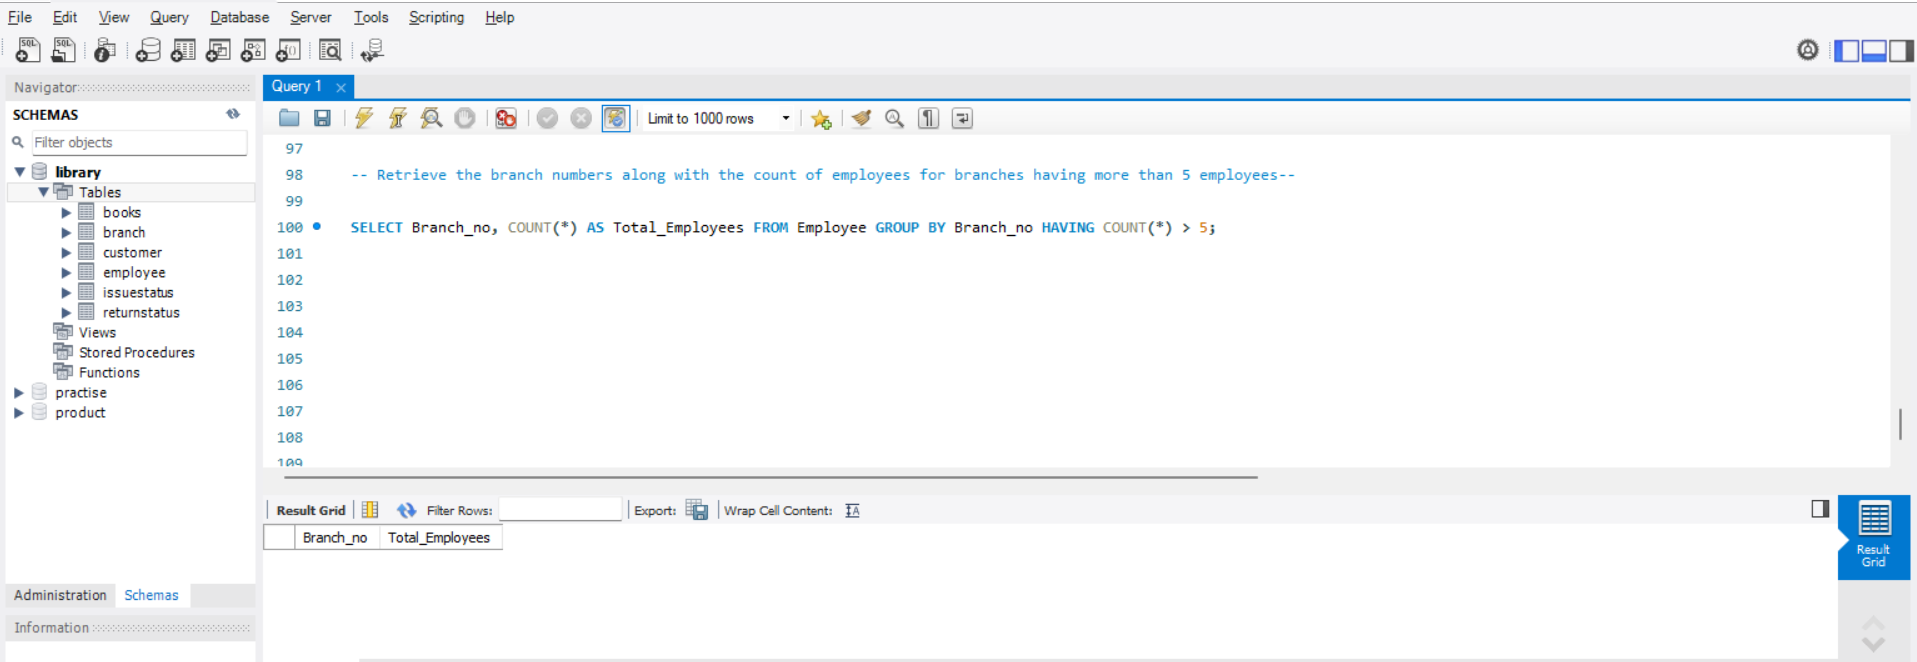 File Edit View Query Database Server Tools Scripting Help
Navigator
Query 1
SCHEMAS
Limit to 1000 rows
Filter objects
library
Tables
books
branch
customer
employee
issuestatus
returnstatus
Views
Stored Procedures
Functions
practise
product
97
98 -- Retrieve the branch numbers along with the count of employees for branches having more than 5 employees--
99
100 SELECT Branch_no, COUNT(*) AS Total_Employees FROM Employee GROUP BY Branch_no HAVING COUNT(*) > 5;
101
102
103
104
105
106
107
108
109
Result Grid Filter Rows: Export: Wrap Cell Content:
Branch_no Total_Employees
Result
Grid
Administration Schemas
Information